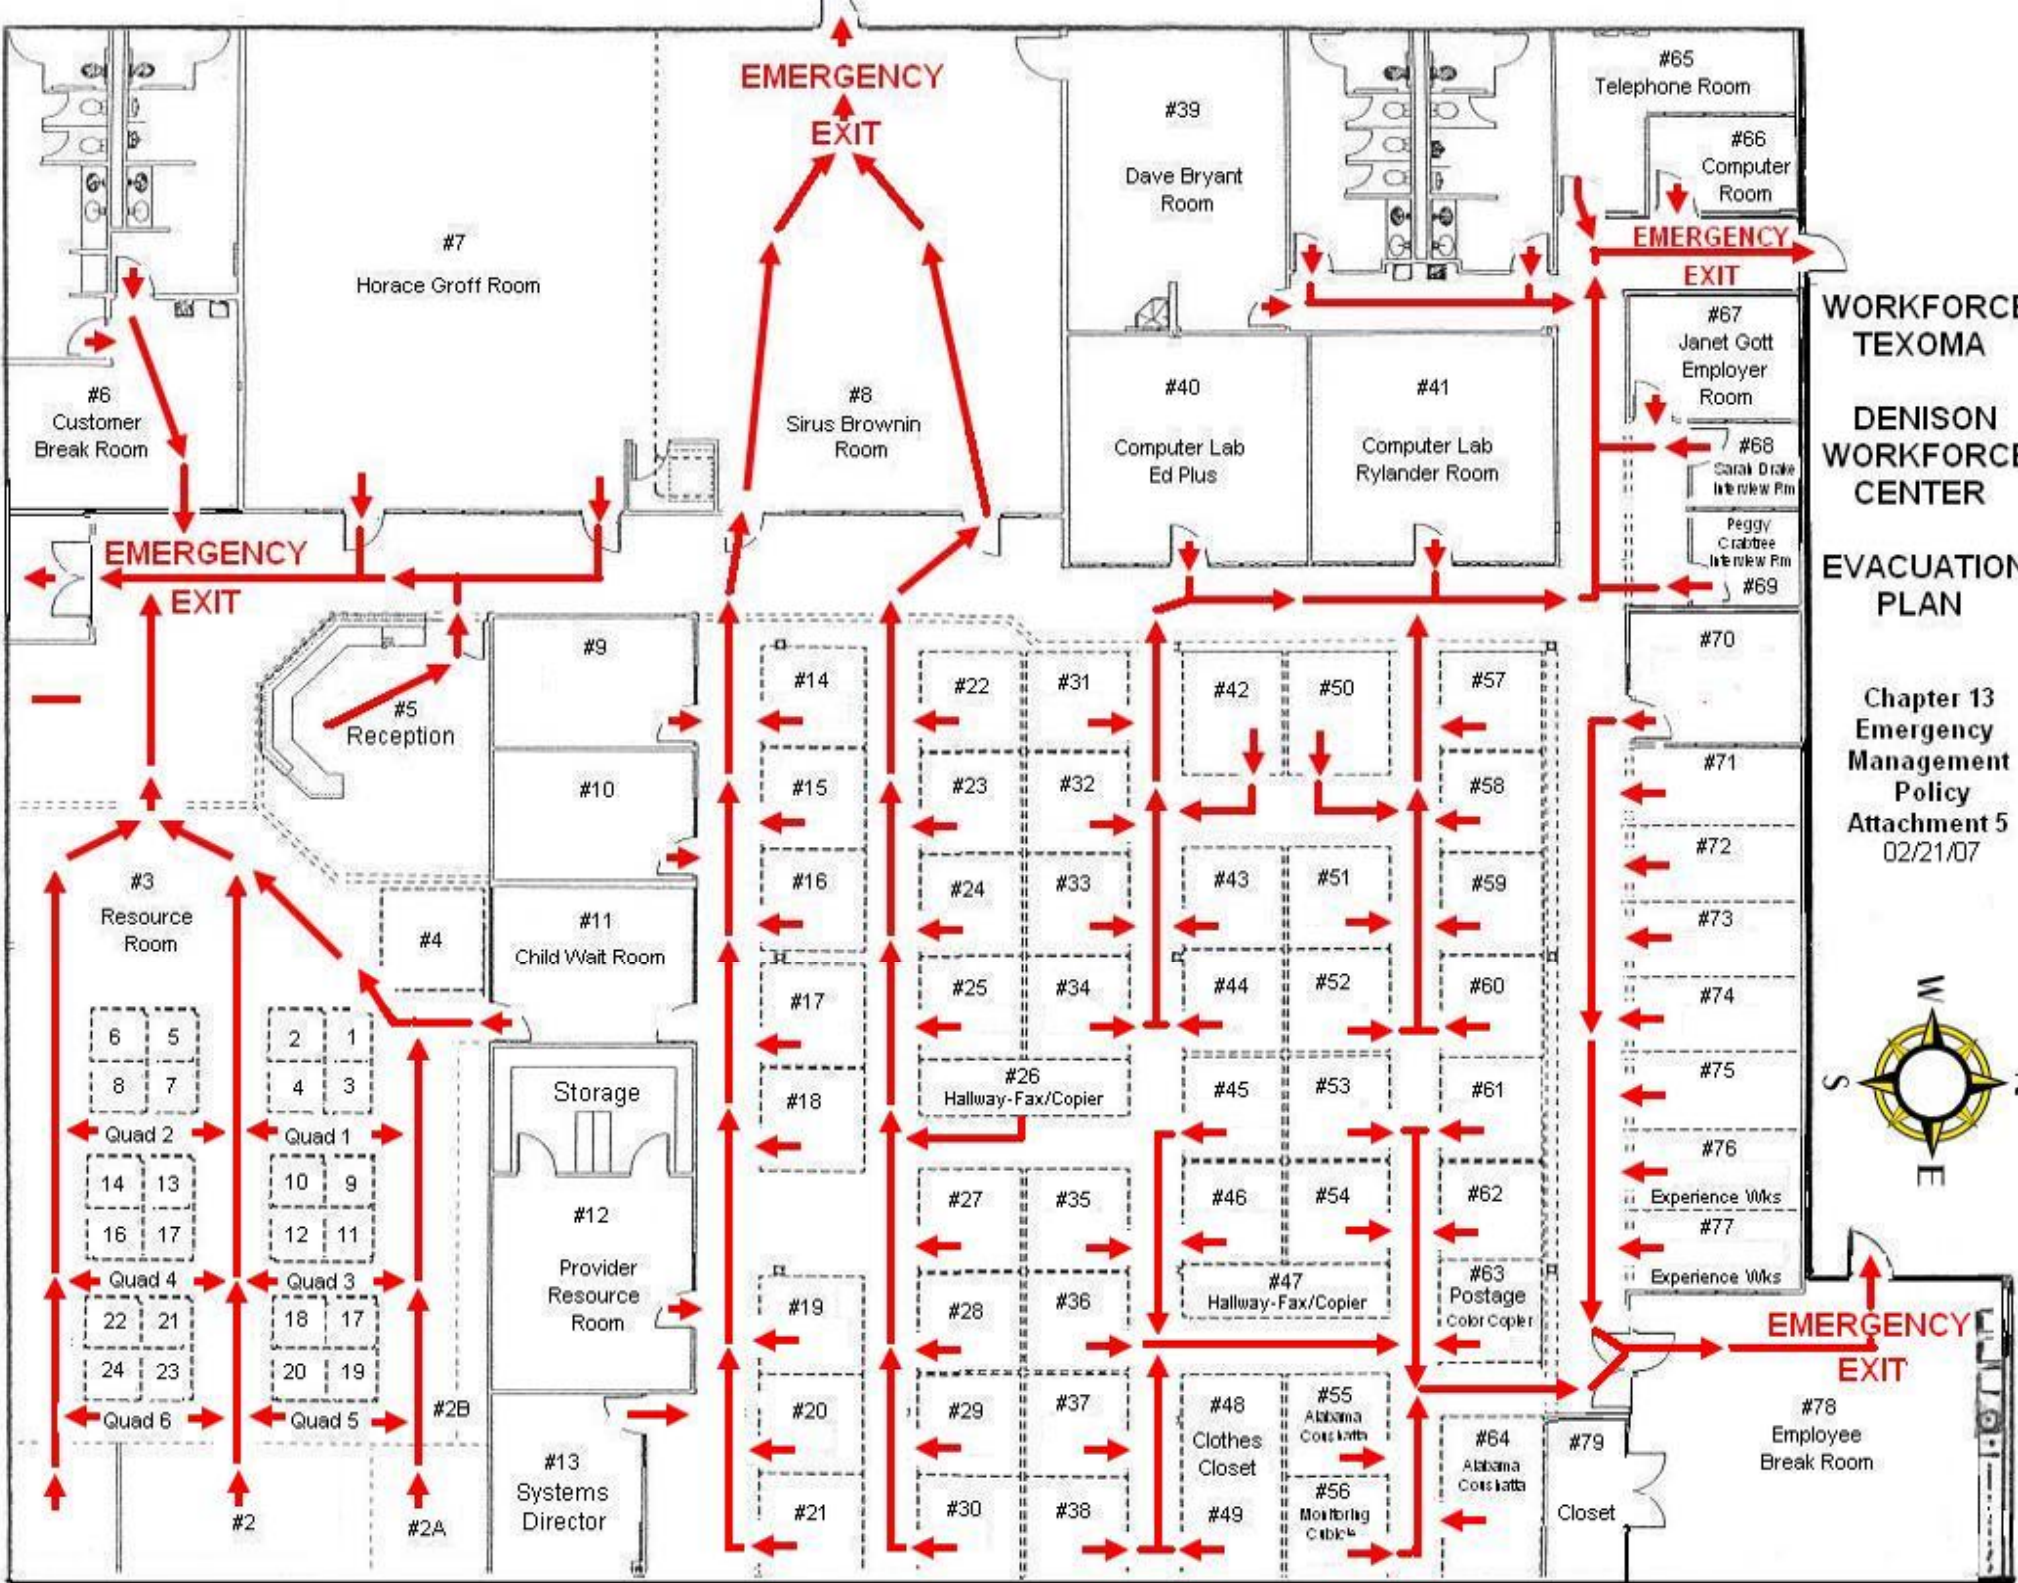 EMERGENCY
EXIT
#65
Telephone Room
#66
Computer
Room
EMERGENCY
EXIT
#39
Dave Bryant
Room
#7
Horace Groff Room
#6
Customer
Break Room
#8
Sirus Brownin
Room
#40
Computer Lab
Ed Plus
#41
Computer Lab
Rylander Room
#67
Janet Gott
Employer
Room
#68
Sarah Drake
Interview Rm
Peggy
Crabtree
Interview Rm
#69
WORKFORCE
TEXOMA
DENISON
WORKFORCE
CENTER
EVACUATION
PLAN
Chapter 13
Emergency
Management
Policy
Attachment 5
02/21/07
EMERGENCY
EXIT
#5
Reception
#9
#10
#11
Child Wait Room
#4
#3
Resource
Room
6 5
8 7
2 1
4 3
Quad 2
Quad 1
14 13
16 17
10 9
12 11
Quad 4
Quad 3
22 21
24 23
18 17
20 19
Quad 6
Quad 5
#2
#2A
#2B
Storage
#12
Provider
Resource
Room
#13
Systems
Director
#14
#15
#16
#17
#18
#19
#20
#21
#22
#23
#24
#25
#26
Hallway-Fax/Copier
#27
#28
#29
#30
#31
#32
#33
#34
#35
#36
#37
#38
#42
#43
#44
#45
#46
#47
Hallway-Fax/Copier
#48
Clothes
Closet
#49
#50
#51
#52
#53
#54
#55
Alabama
Coushatta
#56
Monitoring
Cubicle
#57
#58
#59
#60
#61
#62
#63
Postage
Color Copier
#64
Alabama
Coushatta
#70
#71
#72
#73
#74
#75
#76
Experience Wks
#77
Experience Wks
EMERGENCY
EXIT
#78
Employee
Break Room
#79
Closet
W
S
E